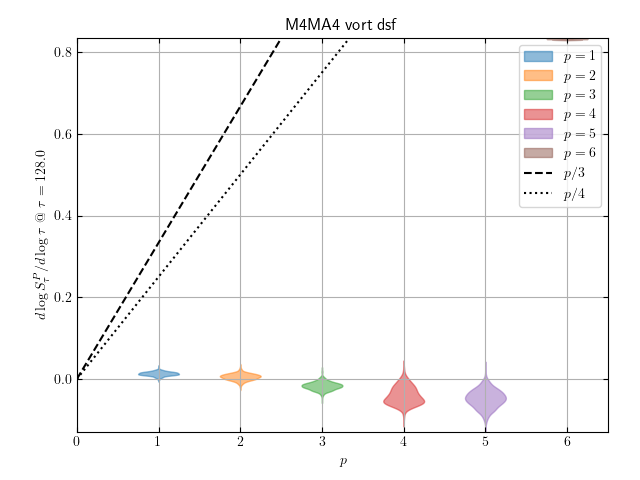 M4MA4 vort dsf
d log S_τ^P / d log τ @ τ = 128.0
0.8
0.6
0.4
0.2
0.0
0 1 2 3 4 5 6
p
p = 1
p = 2
p = 3
p = 4
p = 5
p = 6
p/3
p/4